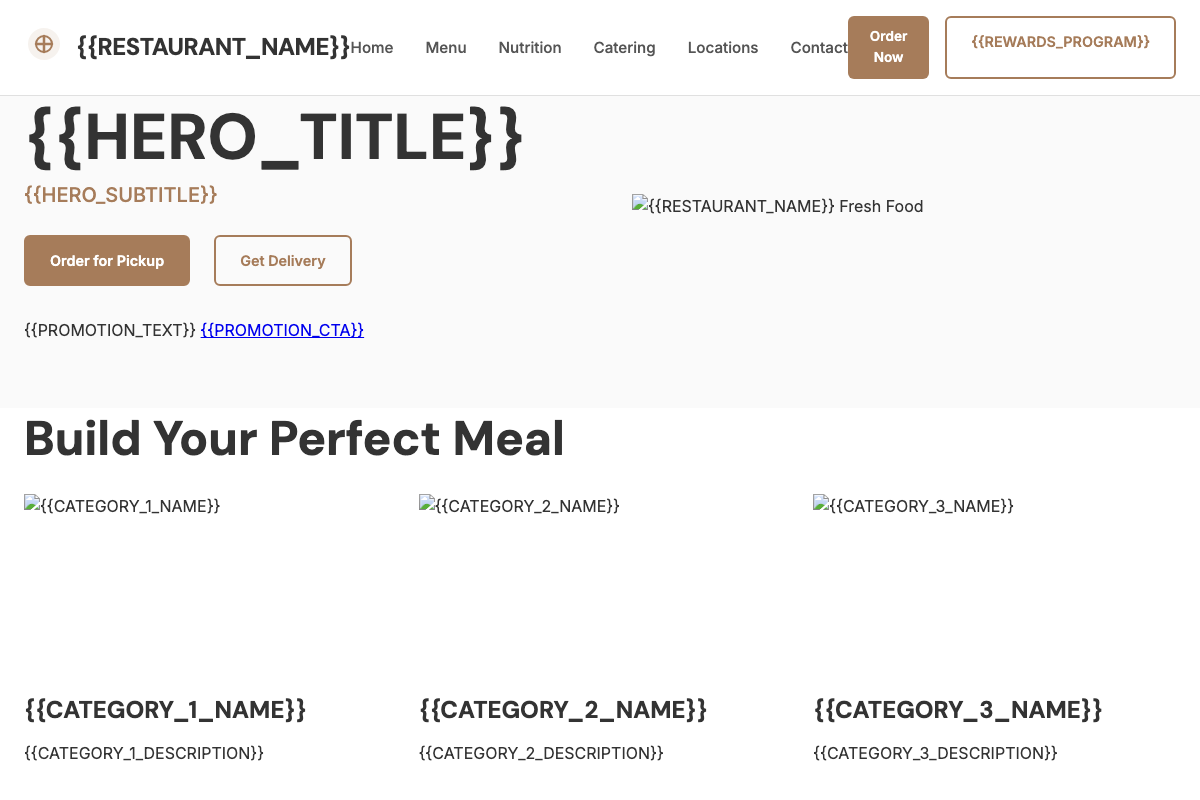 {{RESTAURANT_NAME}}
Home
Menu
Nutrition
Catering
Locations
Contact
Order
Now
{{REWARDS_PROGRAM}}
{{HERO_TITLE}}
{{HERO_SUBTITLE}}
{{RESTAURANT_NAME}} Fresh Food
Order for Pickup
Get Delivery
{{PROMOTION_TEXT}} {{PROMOTION_CTA}}
Build Your Perfect Meal
{{CATEGORY_1_NAME}}
{{CATEGORY_2_NAME}}
{{CATEGORY_3_NAME}}
{{CATEGORY_1_NAME}}
{{CATEGORY_2_NAME}}
{{CATEGORY_3_NAME}}
{{CATEGORY_1_DESCRIPTION}}
{{CATEGORY_2_DESCRIPTION}}
{{CATEGORY_3_DESCRIPTION}}